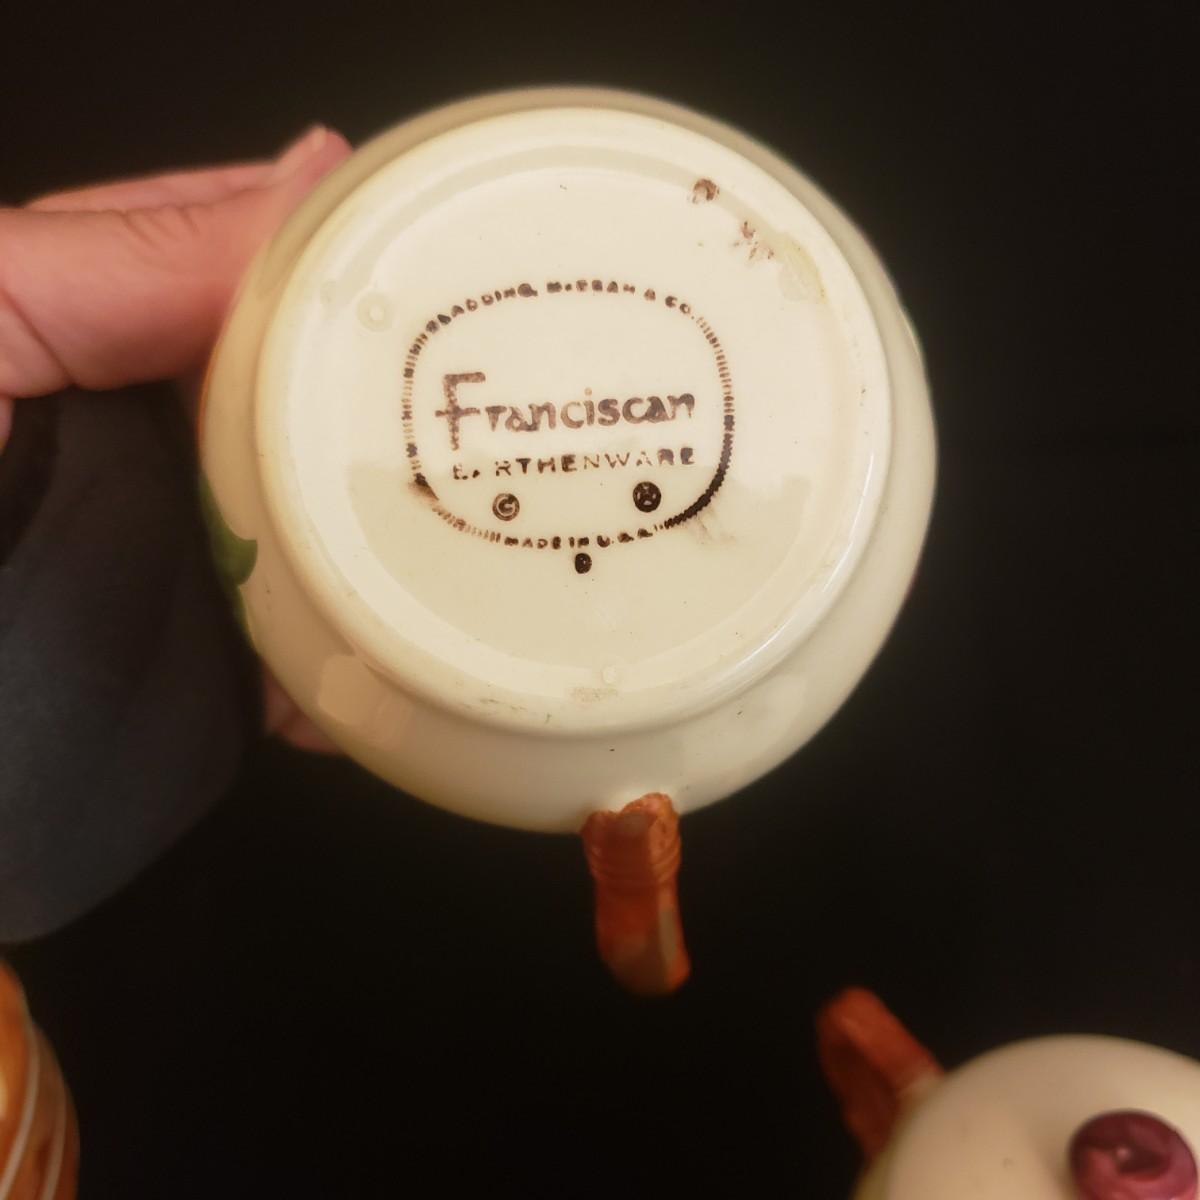 GLADDING, McBEAN & CO.
Franciscan
EARTHENWARE
© ®
MADE IN U.S.A.